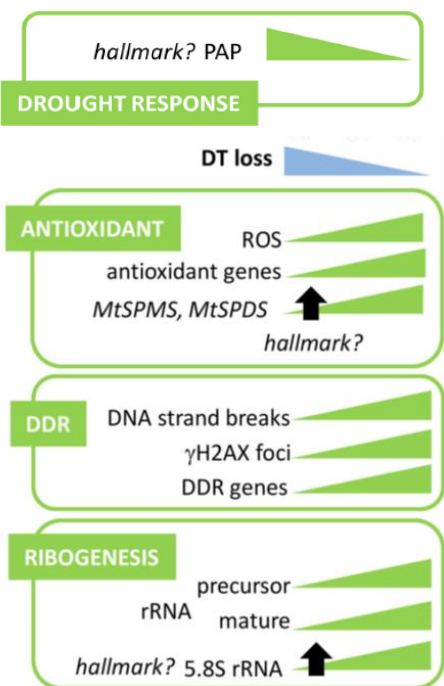 hallmark? PAP
DROUGHT RESPONSE
DT loss
ANTIOXIDANT
ROS
antioxidant genes
MtSPMS, MtSPDS
hallmark?
DDR
DNA strand breaks
γH2AX foci
DDR genes
RIBOGENESIS
precursor
rRNA
mature
hallmark? 5.8S rRNA